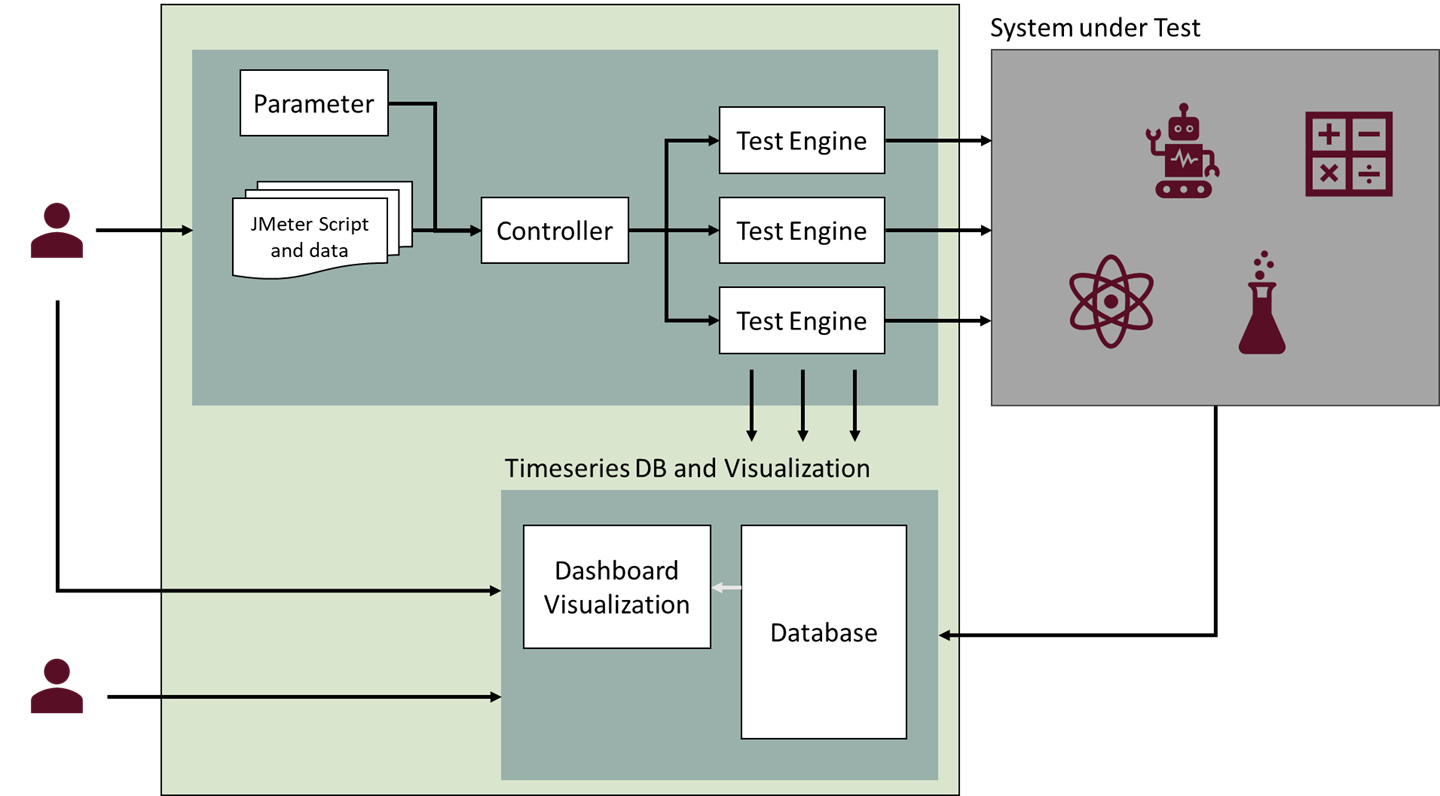 System under Test
Parameter
JMeter Script
and data
Controller
Test Engine
Test Engine
Test Engine
Timeseries DB and Visualization
Dashboard
Visualization
Database